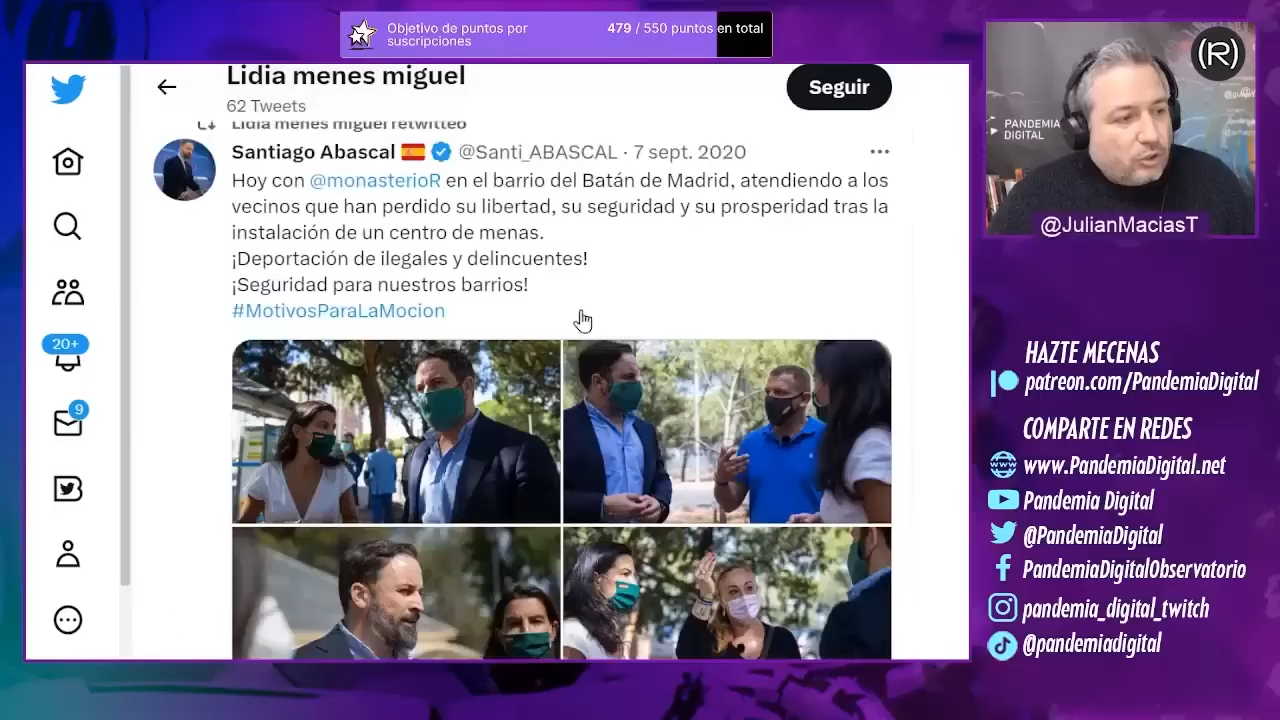 Objetivo de puntos por
suscripciones
479 / 550 puntos en total
Lidia menes miguel
62 Tweets
Seguir
Lidia menes miguel retwitteó
Santiago Abascal 🇪🇸 @Santi_ABASCAL · 7 sept. 2020
Hoy con @monasterioR en el barrio del Batán de Madrid, atendiendo a los
vecinos que han perdido su libertad, su seguridad y su prosperidad tras la
instalación de un centro de menas.
¡Deportación de ilegales y delincuentes!
¡Seguridad para nuestros barrios!
#MotivosParaLaMocion
20+
9
(R)
PANDEMIA
DIGITAL
@JulianMaciasT
HAZTE MECENAS
patreon.com/PandemiaDigital
COMPARTE EN REDES
www.PandemiaDigital.net
Pandemia Digital
@PandemiaDigital
PandemiaDigitalObservatorio
pandemia_digital_twitch
@pandemiadigital